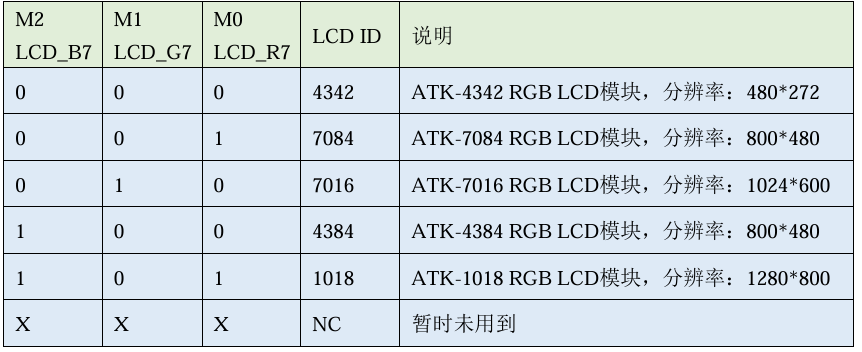 M2 M1 M0 LCD ID 说明
LCD_B7 LCD_G7 LCD_R7
0 0 0 4342 ATK-4342 RGB LCD模块，分辨率：480*272
0 0 1 7084 ATK-7084 RGB LCD模块，分辨率：800*480
0 1 0 7016 ATK-7016 RGB LCD模块，分辨率：1024*600
1 0 0 4384 ATK-4384 RGB LCD模块，分辨率：800*480
1 0 1 1018 ATK-1018 RGB LCD模块，分辨率：1280*800
X X X NC 暂时未用到